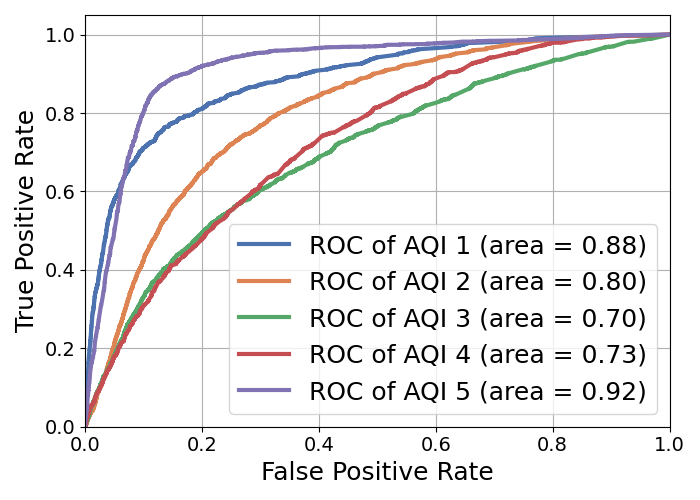 1.0
0.8
0.6
0.4
0.2
0.0
True Positive Rate
ROC of AQI 1 (area = 0.88)
ROC of AQI 2 (area = 0.80)
ROC of AQI 3 (area = 0.70)
ROC of AQI 4 (area = 0.73)
ROC of AQI 5 (area = 0.92)
0.0 0.2 0.4 0.6 0.8 1.0
False Positive Rate